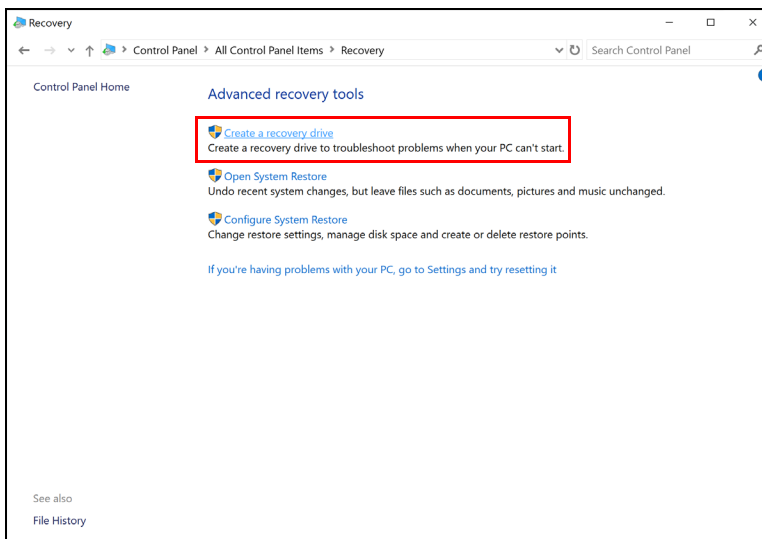 Recovery
Control Panel > All Control Panel Items > Recovery
Search Control Panel
Control Panel Home
Advanced recovery tools
Create a recovery drive
Create a recovery drive to troubleshoot problems when your PC can't start.
Open System Restore
Undo recent system changes, but leave files such as documents, pictures and music unchanged.
Configure System Restore
Change restore settings, manage disk space and create or delete restore points.
If you're having problems with your PC, go to Settings and try resetting it
See also
File History